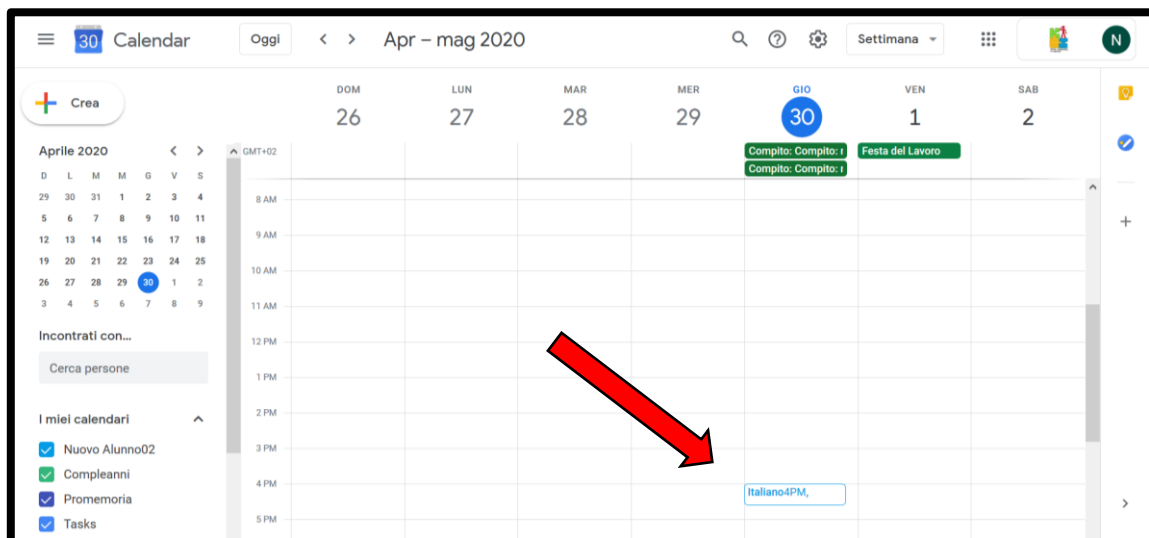 30 Calendar Oggi < > Apr – mag 2020 Settimana N
Crea
DOM LUN MAR MER GIO VEN SAB
26 27 28 29 30 1 2
Aprile 2020 < >
GMT+02
Compito: Compito: Festa del Lavoro
Compito: Compito:
D L M M G V S
29 30 31 1 2 3 4
5 6 7 8 9 10 11
12 13 14 15 16 17 18
19 20 21 22 23 24 25
26 27 28 29 30 1 2
3 4 5 6 7 8 9
8 AM
9 AM
10 AM
11 AM
12 PM
1 PM
2 PM
3 PM
4 PM
5 PM
Italiano4PM,
Incontrati con...
Cerca persone
I miei calendari
Nuovo Alunno02
Compleanni
Promemoria
Tasks